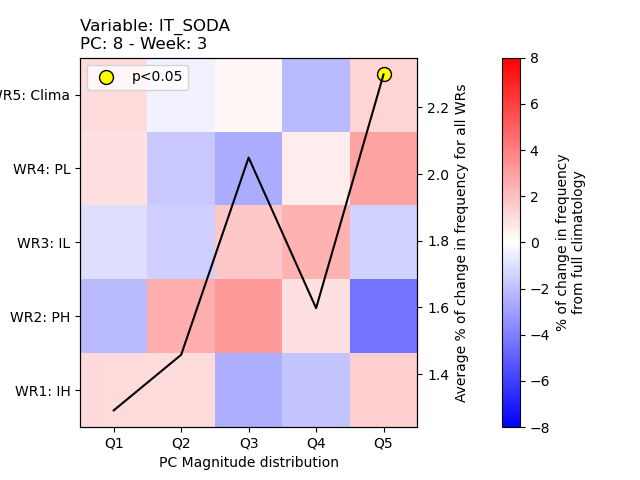 Variable: IT_SODA
PC: 8 - Week: 3
p<0.05
WR5: Clima
WR4: PL
WR3: IL
WR2: PH
WR1: IH
Q1 Q2 Q3 Q4 Q5
PC Magnitude distribution
2.2
2.0
1.8
1.6
1.4
Average % of change in frequency for all WRs
8
6
4
2
0
−2
−4
−6
−8
% of change in frequency
from full climatology